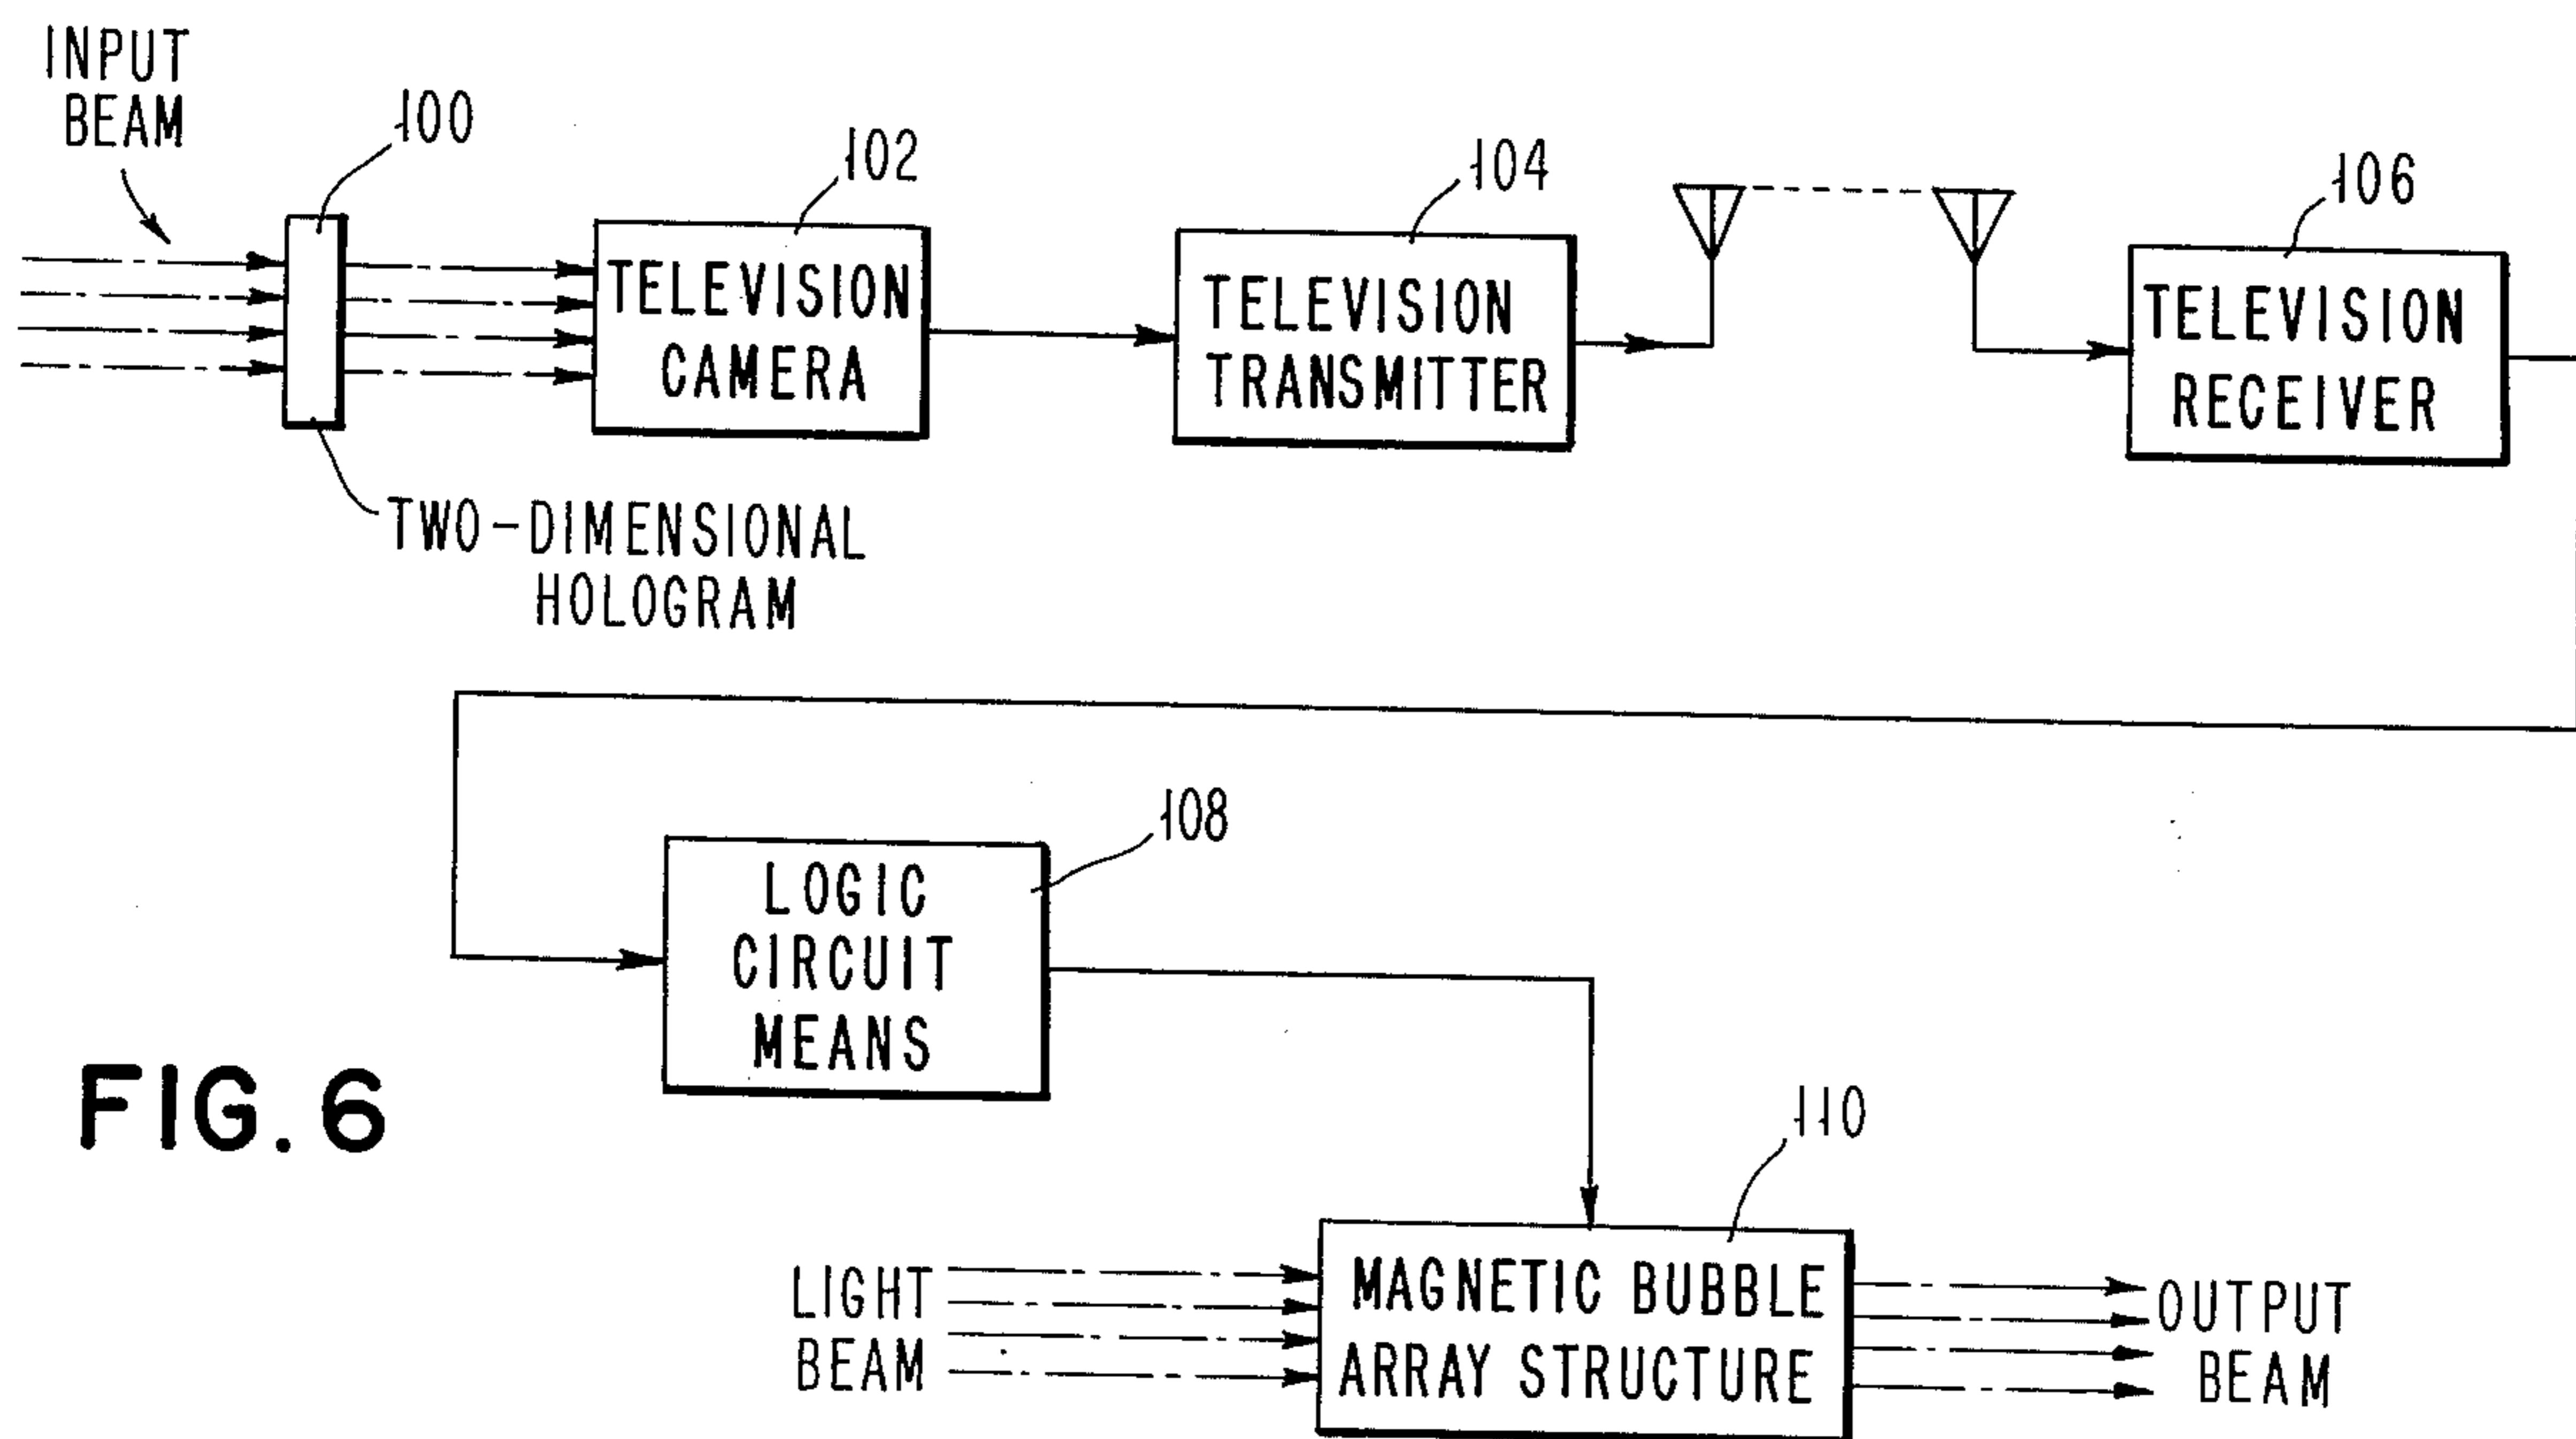 INPUT
BEAM
100
102
104
106
TELEVISION
CAMERA
TELEVISION
TRANSMITTER
TELEVISION
RECEIVER
TWO-DIMENSIONAL
HOLOGRAM
108
LOGIC
CIRCUIT
MEANS
FIG. 6
110
LIGHT
BEAM
MAGNETIC BUBBLE
ARRAY STRUCTURE
OUTPUT
BEAM